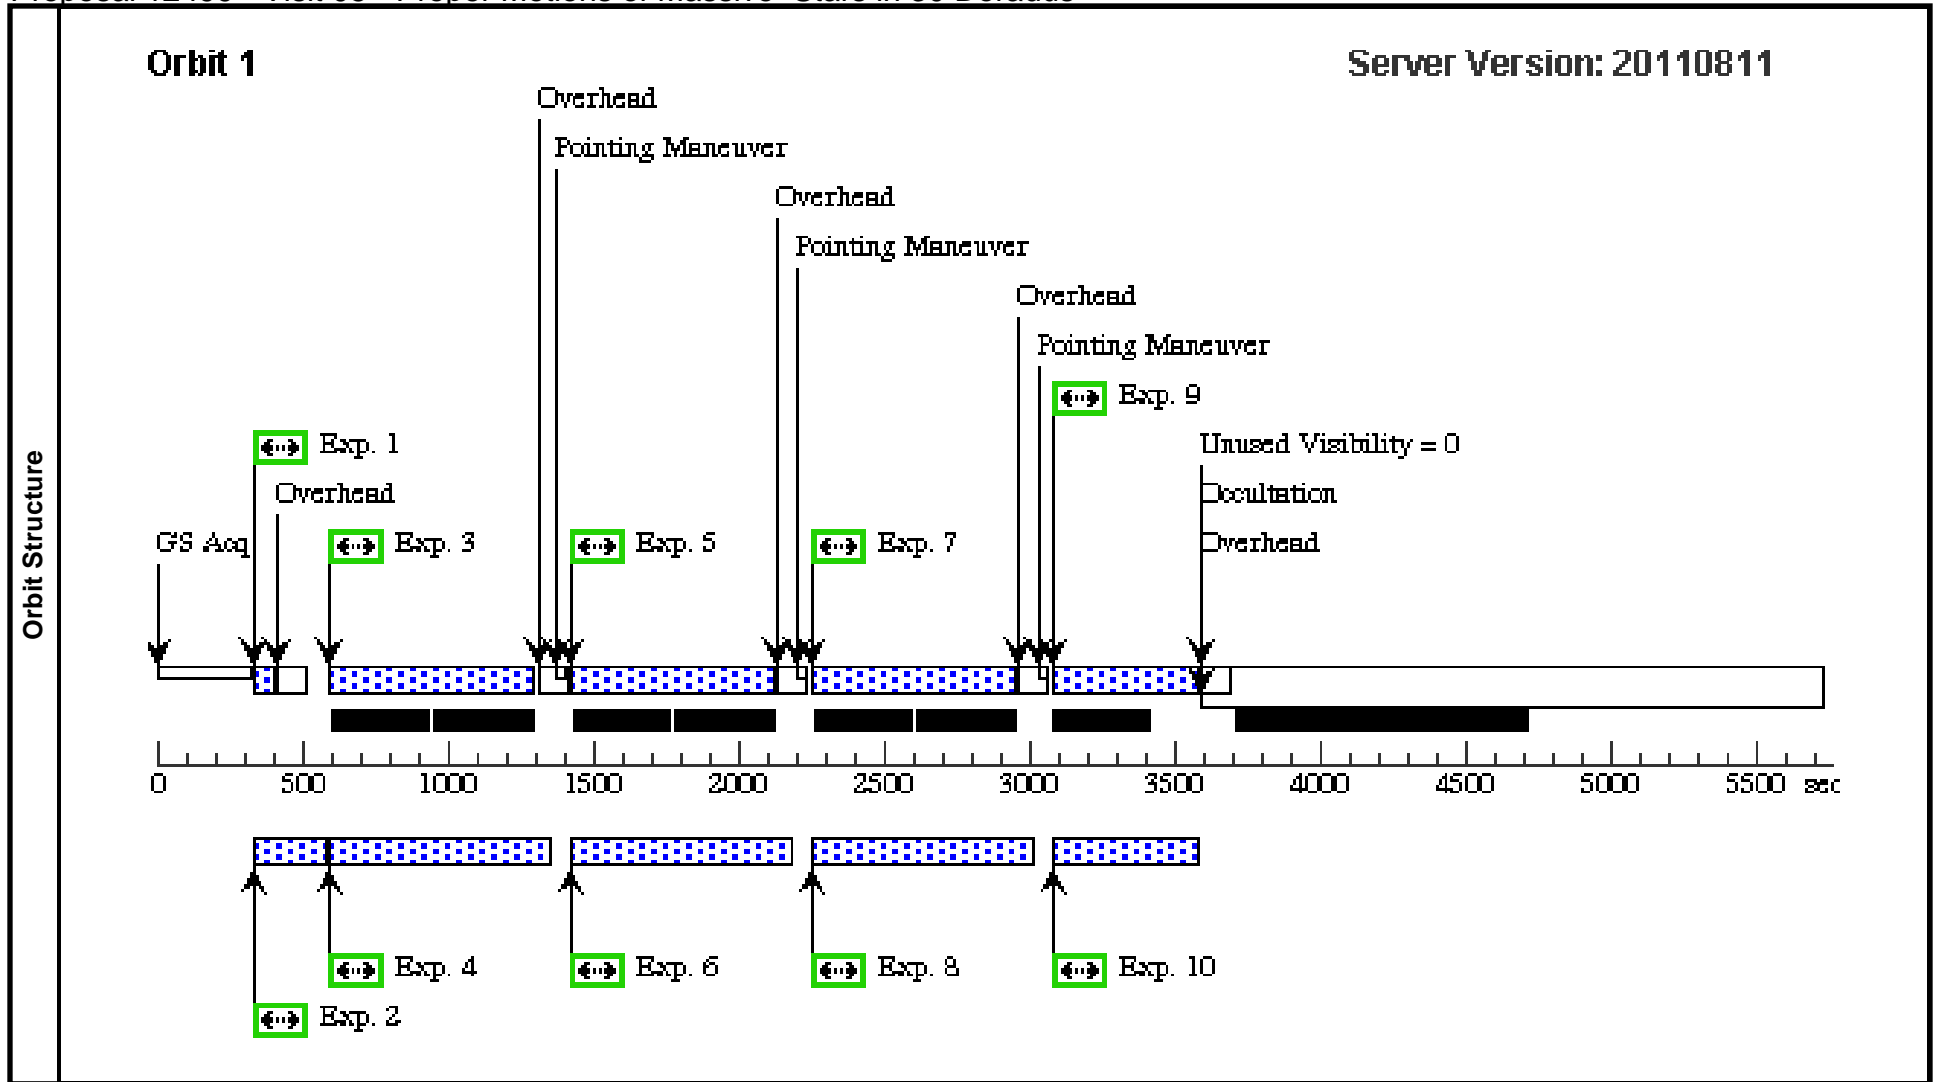 Orbit Structure
Orbit 1
Server Version: 20110811
Overhead
Pointing Maneuver
Overhead
Pointing Maneuver
Overhead
Pointing Maneuver
Exp. 9
Exp. 1
Unused Visibility = 0
Overhead
Occultation
GS Acq
Exp. 3
Exp. 5
Exp. 7
Overhead
0 500 1000 1500 2000 2500 3000 3500 4000 4500 5000 5500 sec
Exp. 4
Exp. 6
Exp. 8
Exp. 10
Exp. 2